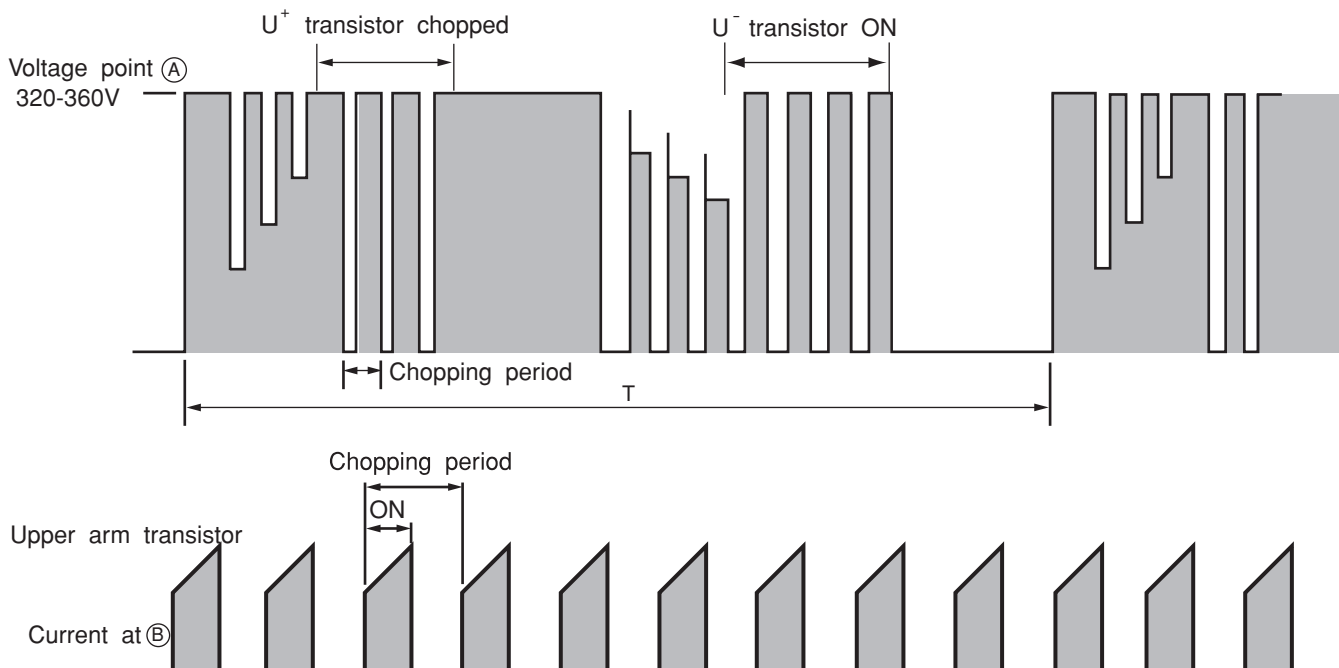 U⁺ transistor chopped
U⁻ transistor ON
Voltage point Ⓐ
320-360V
Chopping period
T
Chopping period
ON
Upper arm transistor
Current at Ⓑ